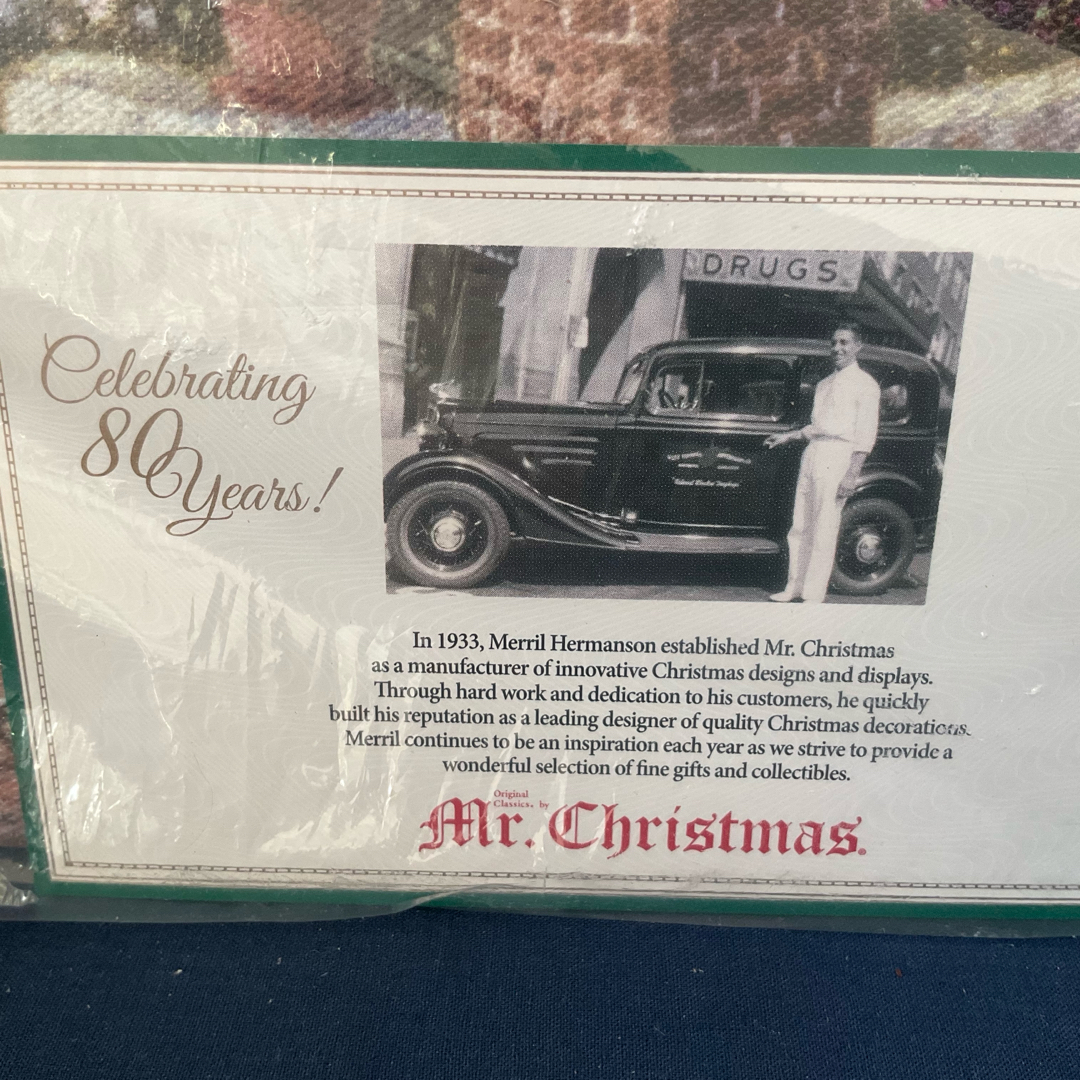 DRUGS
Celebrating
80
Years!
In 1933, Merril Hermanson established Mr. Christmas
as a manufacturer of innovative Christmas designs and displays.
Through hard work and dedication to his customers, he quickly
built his reputation as a leading designer of quality Christmas decorations.
Merril continues to be an inspiration each year as we strive to provide a
wonderful selection of fine gifts and collectibles.
Original
Classics® by
Mr. Christmas®